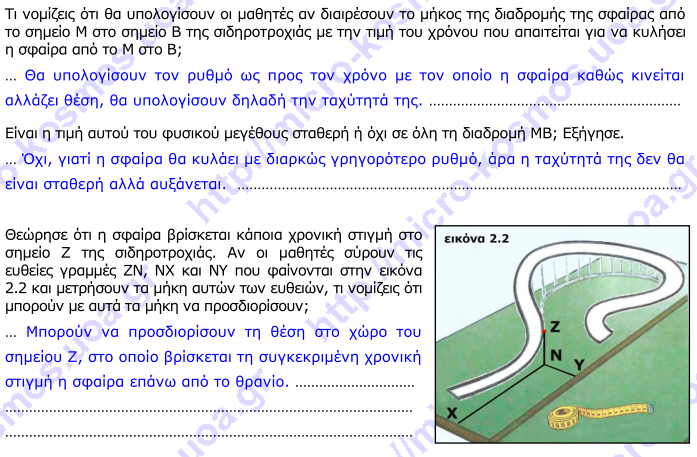 Τι νομίζεις ότι θα υπολογίσουν οι μαθητές αν διαιρέσουν το μήκος της διαδρομής της σφαίρας από
το σημείο Μ στο σημείο Β της σιδηροτροχιάς με την τιμή του χρόνου που απαιτείται για να κυλήσει
η σφαίρα από το Μ στο Β;
... Θα υπολογίσουν τον ρυθμό ως προς τον χρόνο με τον οποίο η σφαίρα καθώς κινείται
αλλάζει θέση, θα υπολογίσουν δηλαδή την ταχύτητά της. ...............................................................
Είναι η τιμή αυτού του φυσικού μεγέθους σταθερή ή όχι σε όλη τη διαδρομή ΜΒ; Εξήγησε.
... Όχι, γιατί η σφαίρα θα κυλάει με διαρκώς γρηγορότερο ρυθμό, άρα η ταχύτητά της δεν θα
είναι σταθερή αλλά αυξάνεται. ................................................................................................................
Θεώρησε ότι η σφαίρα βρίσκεται κάποια χρονική στιγμή στο
σημείο Ζ της σιδηροτροχιάς. Αν οι μαθητές σύρουν τις
ευθείες γραμμές ΖΝ, ΝΧ και ΝΥ που φαίνονται στην εικόνα
2.2 και μετρήσουν τα μήκη αυτών των ευθειών, τι νομίζεις ότι
μπορούν με αυτά τα μήκη να προσδιορίσουν;
... Μπορούν να προσδιορίσουν τη θέση στο χώρο του
σημείου Ζ, στο οποίο βρίσκεται τη συγκεκριμένη χρονική
στιγμή η σφαίρα επάνω από το θρανίο. ..............................
......................................................................................................
......................................................................................................
εικόνα 2.2
Ζ
Ν
Υ
Χ
http://micro-kosmos.uoa.gr